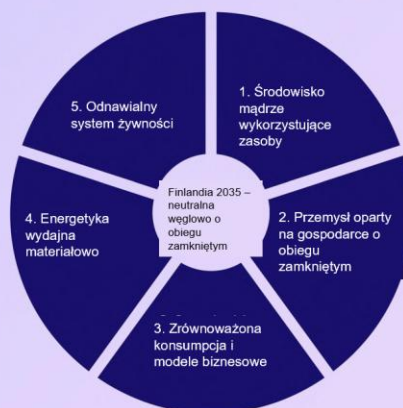 1. Środowisko
mądrze
wykorzystujące
zasoby
2. Przemysł oparty
na gospodarce o
obiegu
zamkniętym
3. Zrównoważona
konsumpcja i
modele biznesowe
4. Energetyka
wydajna
materiałowo
5. Odnawialny
system żywności
Finlandia 2035 –
neutralna
węglowo o
obiegu
zamkniętym